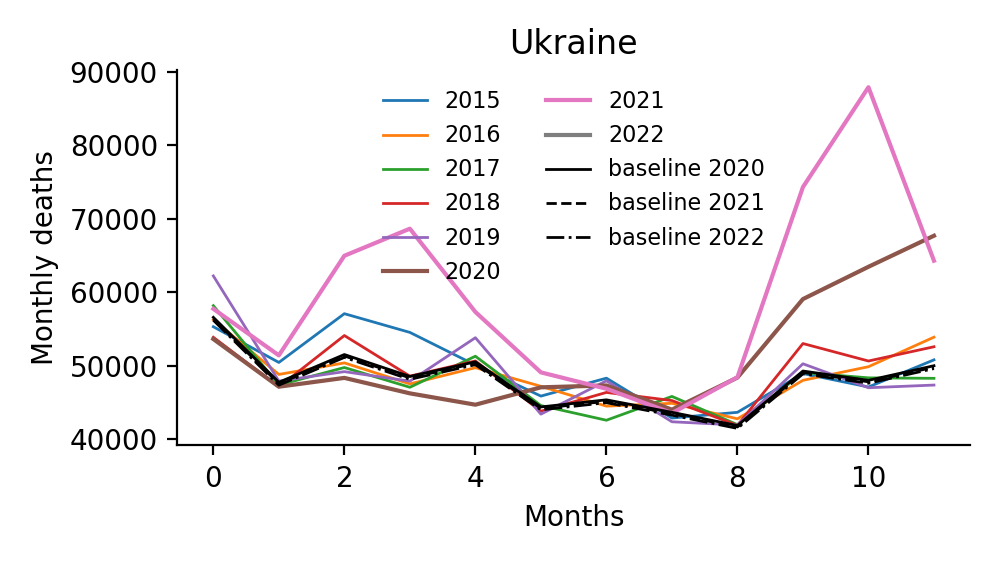 Ukraine
Monthly deaths
90000
80000
70000
60000
50000
40000
2015
2016
2017
2018
2019
2020
2021
2022
baseline 2020
baseline 2021
baseline 2022
0 2 4 6 8 10
Months